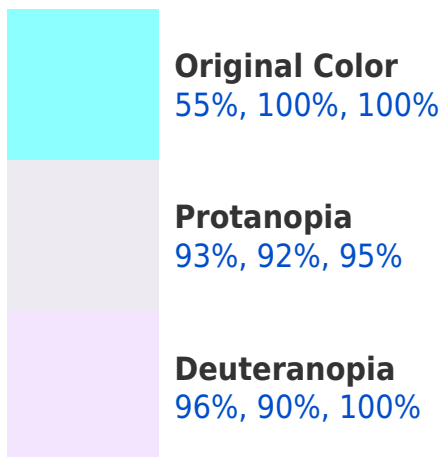 Original Color
55%, 100%, 100%
Protanopia
93%, 92%, 95%
Deuteranopia
96%, 90%, 100%